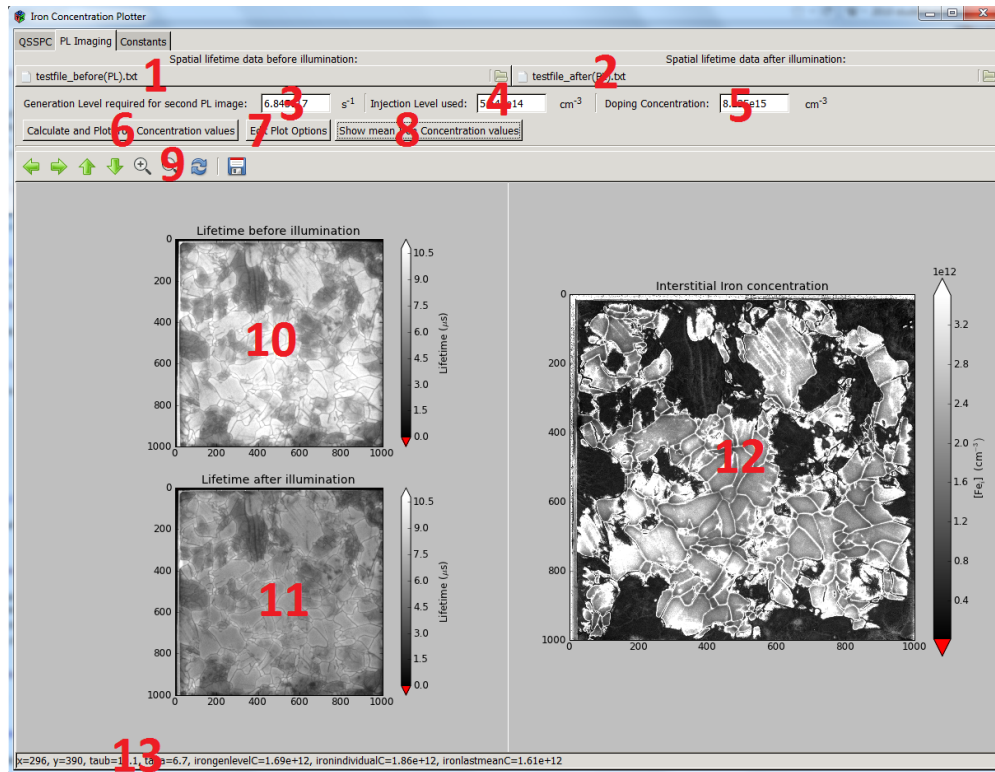 Iron Concentration Plotter
QSSPC PL Imaging Constants
Spatial lifetime data before illumination: Spatial lifetime data after illumination:
testfile_before(PL).txt testfile_after( .txt
1 2
Generation Level required for second PL image: s⁻¹ Injection Level used: cm⁻³ Doping Concentration: cm⁻³
3 4 5
Calculate and Plot Concentration values Plot Options Show mean Concentration values
6 7 8
9
Lifetime before illumination
0
200
400
600
800
1000
0 200 400 600 800 1000
10
10.5
9.0
7.5
6.0
4.5
3.0
1.5
0.0
Lifetime (μs)
Lifetime after illumination
0
200
400
600
800
1000
0 200 400 600 800 1000
11
10.5
9.0
7.5
6.0
4.5
3.0
1.5
0.0
Lifetime (μs)
Interstitial Iron concentration
0
200
400
600
800
1000
0 200 400 600 800 1000
12
1e12
3.2
2.8
2.4
2.0
1.6
1.2
0.8
0.4
[Feᵢ] (cm⁻³)
13
x=296, y=390, =6.7, irongenlevelC=1.69e+12, ironindividualC=1.86e+12, ironlastmeanC=1.61e+12